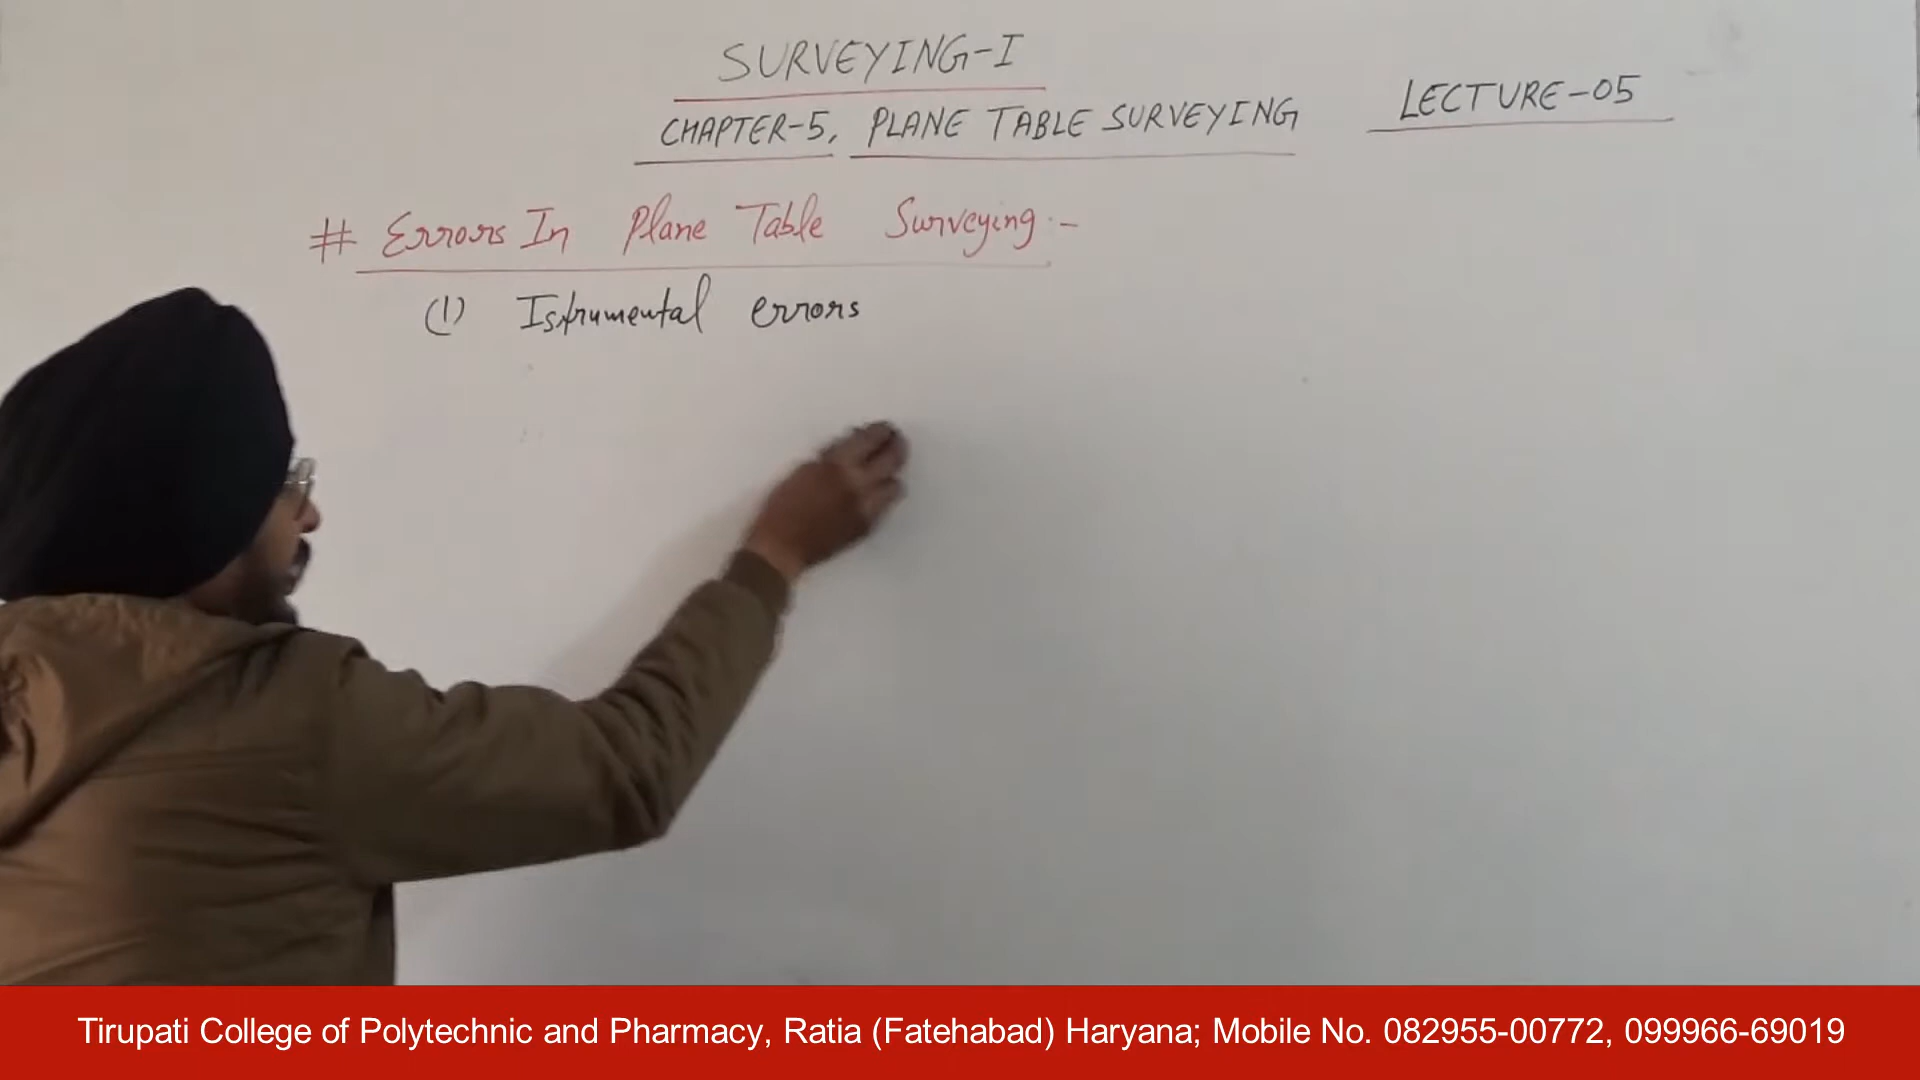 SURVEYING-I
CHAPTER-5, PLANE TABLE SURVEYING
LECTURE-05
# Errors In Plane Table Surveying:-
(1) Istrumental errors
Tirupati College of Polytechnic and Pharmacy, Ratia (Fatehabad) Haryana; Mobile No. 082955-00772, 099966-69019